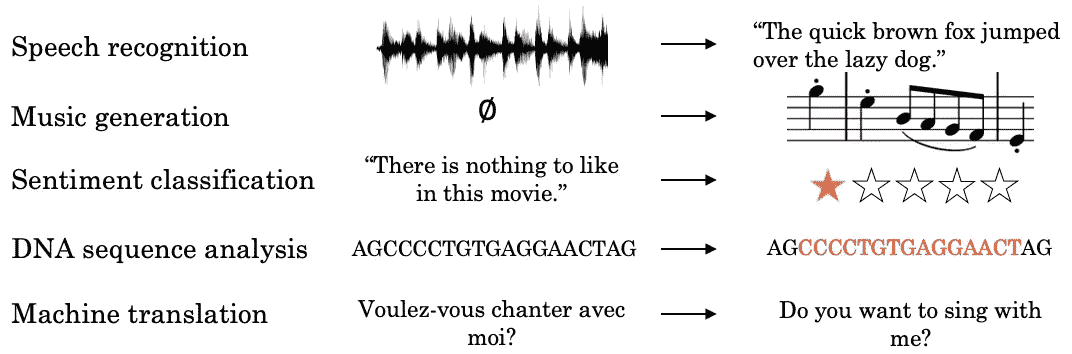 Speech recognition
“The quick brown fox jumped
over the lazy dog.”
Music generation
Ø
Sentiment classification
“There is nothing to like
in this movie.”
DNA sequence analysis
AGCCCCTGTGAGGAACTAG
AGCCCCTGTGAGGAACTAG
Machine translation
Voulez-vous chanter avec
moi?
Do you want to sing with
me?